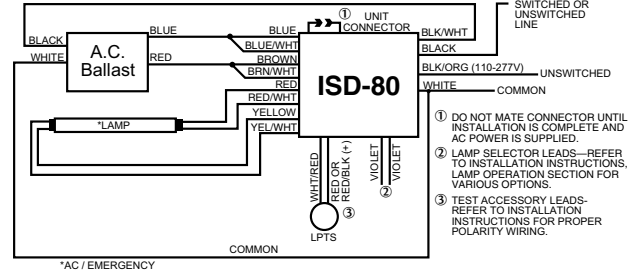 ①
UNIT
CONNECTOR
SWITCHED OR
UNSWITCHED
LINE
BLUE
BLUE
BLK/WHT
BLACK
A.C.
Ballast
BLUE/WHT
BLACK
WHITE
RED
BROWN
BLK/ORG (110-277V)
UNSWITCHED
BRN/WHT
ISD-80
RED
WHITE
COMMON
RED/WHT
*LAMP
YELLOW
YEL/WHT
① DO NOT MATE CONNECTOR UNTIL
INSTALLATION IS COMPLETE AND
AC POWER IS SUPPLIED.
② LAMP SELECTOR LEADS—REFER
TO INSTALLATION INSTRUCTIONS,
LAMP OPERATION SECTION FOR
VARIOUS OPTIONS.
③ TEST ACCESSORY LEADS-
REFER TO INSTALLATION
INSTRUCTIONS FOR PROPER
POLARITY WIRING.
WHT/RED
RED OR
RED/BLK (+)
VIOLET
VIOLET
②
③
LPTS
COMMON
*AC / EMERGENCY